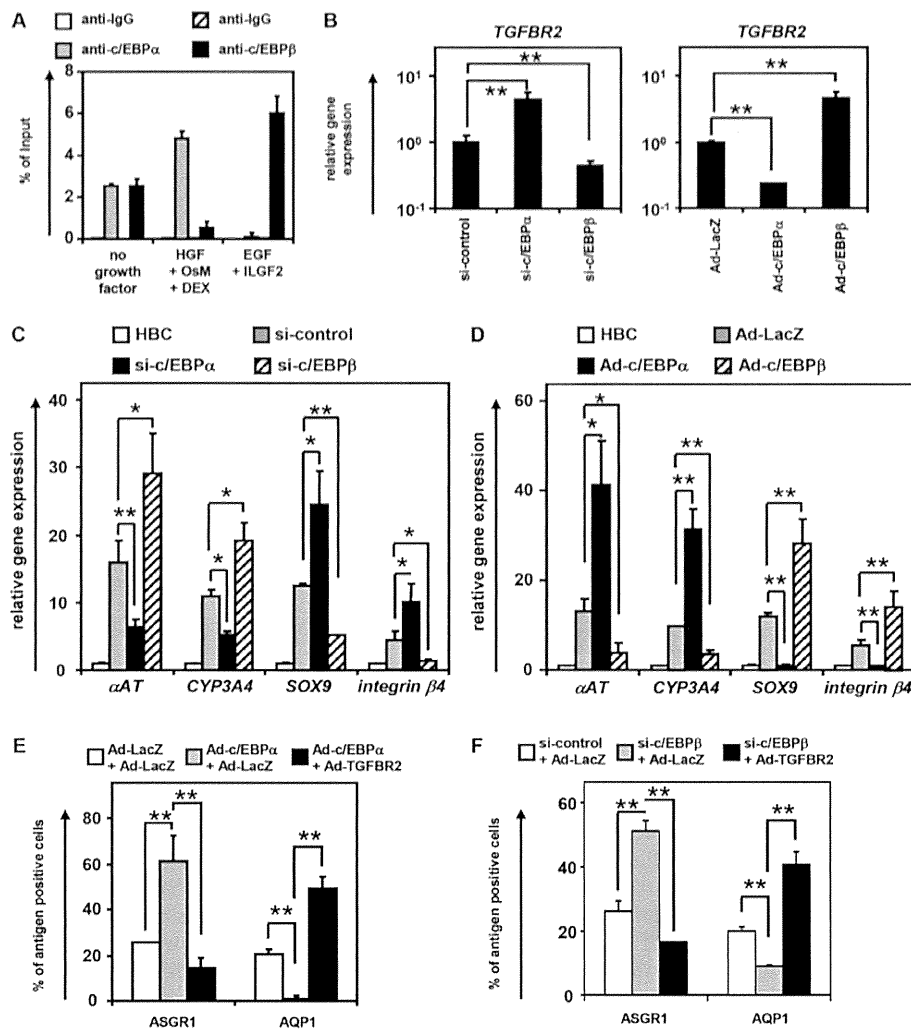 A
anti-IgG
anti-IgG
anti-c/EBPα
anti-c/EBPβ
% of Input
8
6
4
2
0
no growth factor
HGF + OsM + DEX
EGF + ILGF2
B
TGFBR2
TGFBR2
relative gene expression
10¹
10⁰
10⁻¹
**
**
si-control
si-c/EBPα
si-c/EBPβ
10¹
10⁰
10⁻¹
**
**
Ad-LacZ
Ad-c/EBPα
Ad-c/EBPβ
C
HBC
si-control
si-c/EBPα
si-c/EBPβ
relative gene expression
40
30
20
10
0
*
**
*
*
**
*
*
*
αAT
CYP3A4
SOX9
integrin β4
D
HBC
Ad-LacZ
Ad-c/EBPα
Ad-c/EBPβ
relative gene expression
60
40
20
0
*
*
**
**
**
**
**
**
αAT
CYP3A4
SOX9
integrin β4
E
Ad-LacZ + Ad-LacZ
Ad-c/EBPα + Ad-LacZ
Ad-c/EBPα + Ad-TGFBR2
% of antigen positive cells
80
60
40
20
0
**
**
**
**
ASGR1
AQP1
F
si-control + Ad-LacZ
si-c/EBPβ + Ad-LacZ
si-c/EBPβ + Ad-TGFBR2
% of antigen positive cells
60
40
20
0
**
**
**
**
ASGR1
AQP1